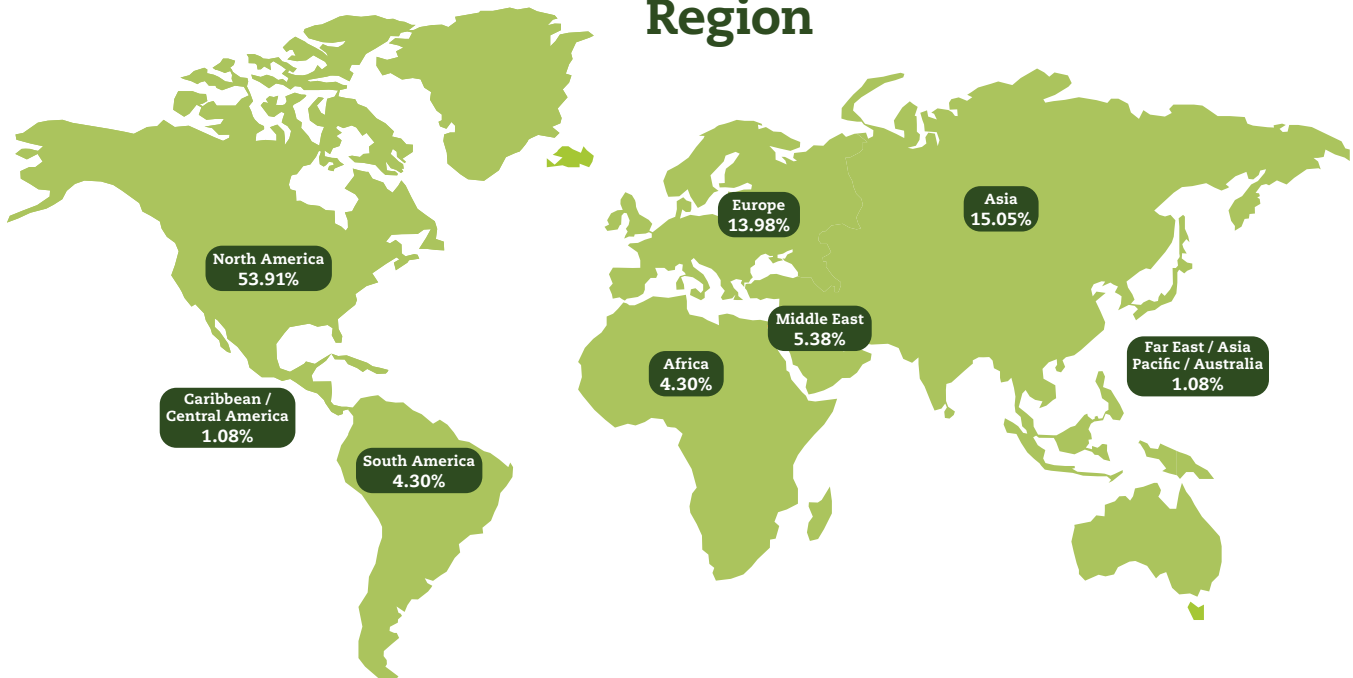 Region
Europe
13.98%
Asia
15.05%
North America
53.91%
Middle East
5.38%
Far East / Asia
Pacific / Australia
1.08%
Africa
4.30%
Caribbean /
Central America
1.08%
South America
4.30%